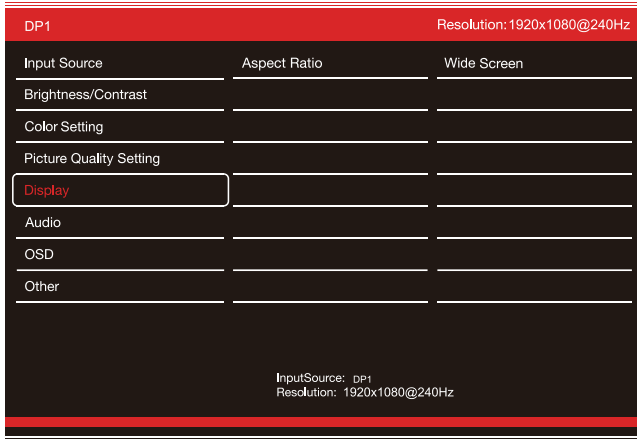 DP1 Resolution:1920x1080@240Hz
Input Source Aspect Ratio Wide Screen
Brightness/Contrast
Color Setting
Picture Quality Setting
Display
Audio
OSD
Other
InputSource: DP1
Resolution: 1920x1080@240Hz